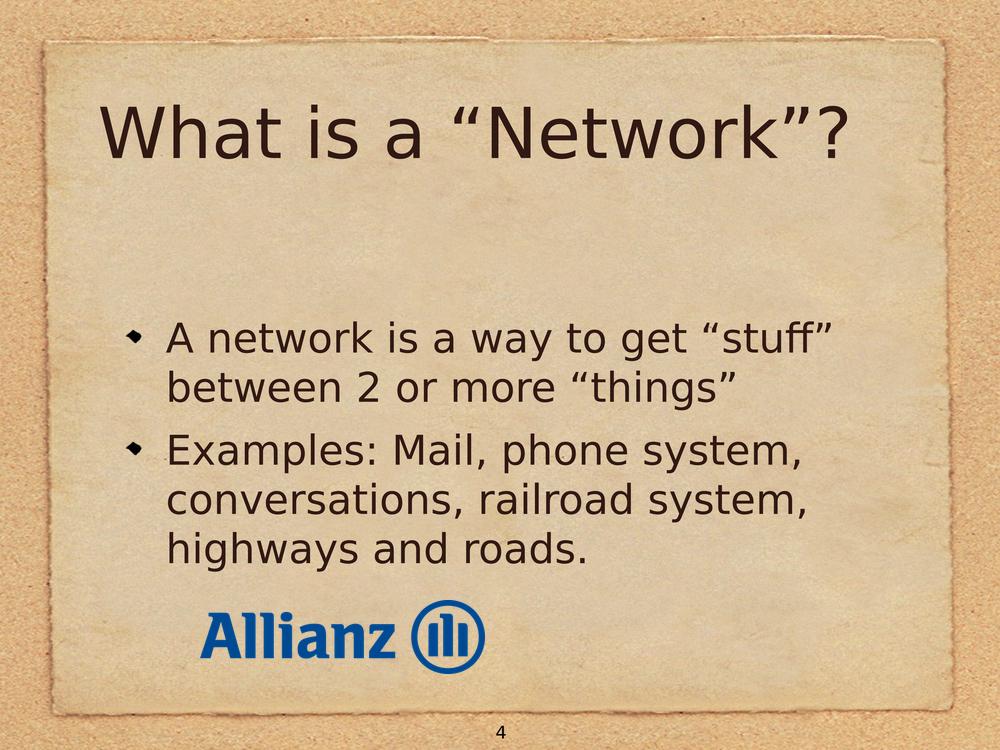 What is a “Network”?
A network is a way to get “stuff”
between 2 or more “things”
Examples: Mail, phone system,
conversations, railroad system,
highways and roads.
Allianz
4